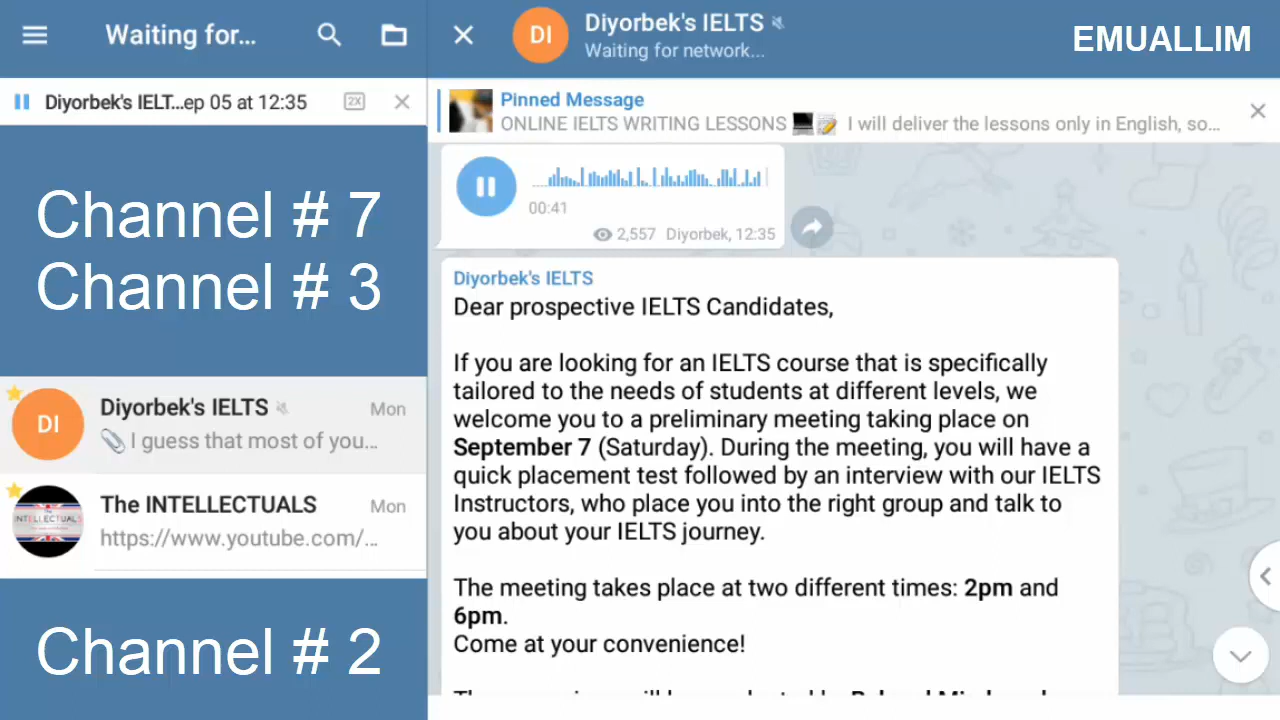 Waiting for...
Diyorbek's IELT...ep 05 at 12:35
2X
Channel # 7
Channel # 3
DI
Diyorbek's IELTS
Mon
I guess that most of you...
The INTELLECTUALS
Mon
INTELLECTUALS
https://www.youtube.com/...
Channel # 2
DI
Diyorbek's IELTS
Waiting for network...
EMUALLIM
Pinned Message
ONLINE IELTS WRITING LESSONS 💻📝 I will deliver the lessons only in English, so...
00:41
2,557 Diyorbek, 12:35
Diyorbek's IELTS
Dear prospective IELTS Candidates,
If you are looking for an IELTS course that is specifically
tailored to the needs of students at different levels, we
welcome you to a preliminary meeting taking place on
September 7 (Saturday). During the meeting, you will have a
quick placement test followed by an interview with our IELTS
Instructors, who place you into the right group and talk to
you about your IELTS journey.
The meeting takes place at two different times: 2pm and
6pm.
Come at your convenience!